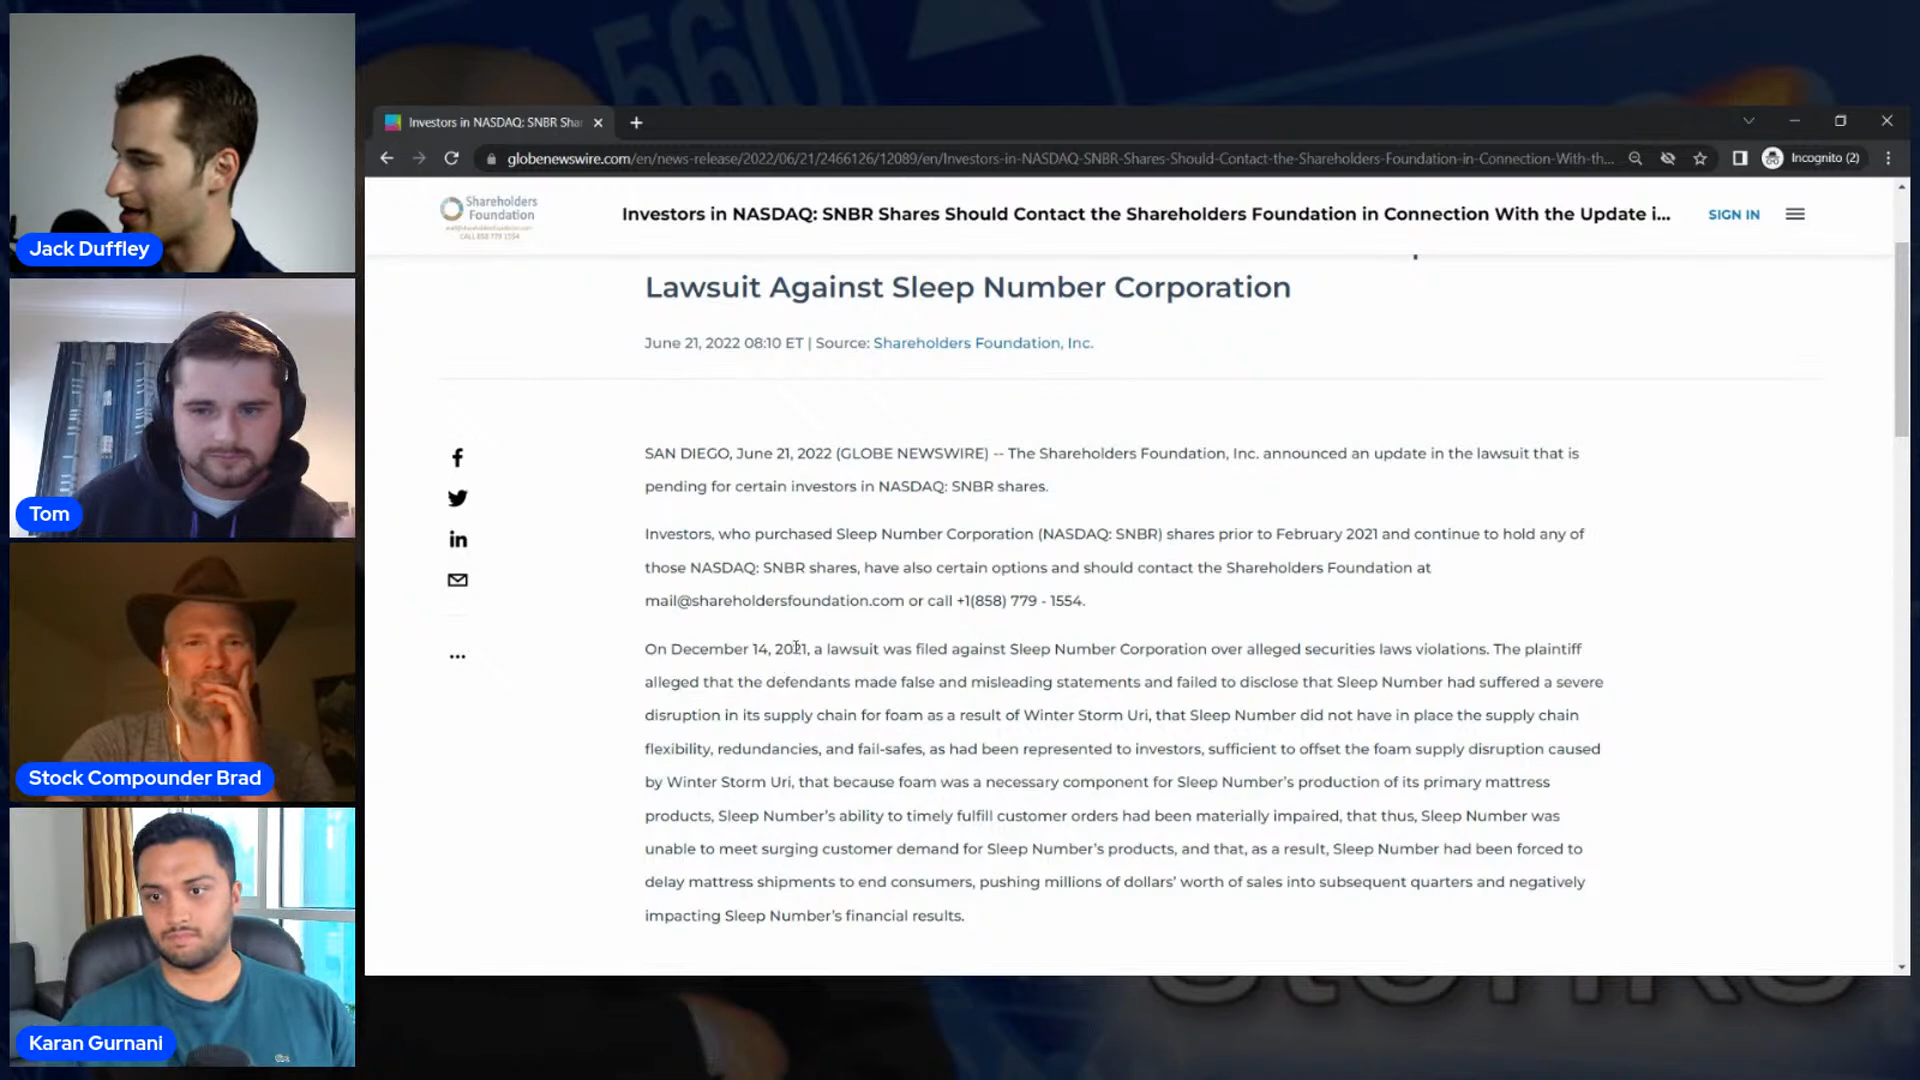 560
Jack Duffley
Tom
Stock Compounder Brad
Karan Gurnani
Investors in NASDAQ: SNBR Shar
globenewswire.com/en/news-release/2022/06/21/2466126/12089/en/Investors-in-NASDAQ-SNBR-Shares-Should-Contact-the-Shareholders-Foundation-in-Connection-With-th...
Incognito (2)
Shareholders
Foundation
mail@shareholdersfoundation.com
CALL 858 779 1554
Investors in NASDAQ: SNBR Shares Should Contact the Shareholders Foundation in Connection With the Update i...
SIGN IN
Lawsuit Against Sleep Number Corporation
June 21, 2022 08:10 ET | Source: Shareholders Foundation, Inc.
SAN DIEGO, June 21, 2022 (GLOBE NEWSWIRE) -- The Shareholders Foundation, Inc. announced an update in the lawsuit that is
pending for certain investors in NASDAQ: SNBR shares.
Investors, who purchased Sleep Number Corporation (NASDAQ: SNBR) shares prior to February 2021 and continue to hold any of
those NASDAQ: SNBR shares, have also certain options and should contact the Shareholders Foundation at
mail@shareholdersfoundation.com or call +1(858) 779 - 1554.
On December 14, 2021, a lawsuit was filed against Sleep Number Corporation over alleged securities laws violations. The plaintiff
alleged that the defendants made false and misleading statements and failed to disclose that Sleep Number had suffered a severe
disruption in its supply chain for foam as a result of Winter Storm Uri, that Sleep Number did not have in place the supply chain
flexibility, redundancies, and fail-safes, as had been represented to investors, sufficient to offset the foam supply disruption caused
by Winter Storm Uri, that because foam was a necessary component for Sleep Number's production of its primary mattress
products, Sleep Number's ability to timely fulfill customer orders had been materially impaired, that thus, Sleep Number was
unable to meet surging customer demand for Sleep Number's products, and that, as a result, Sleep Number had been forced to
delay mattress shipments to end consumers, pushing millions of dollars' worth of sales into subsequent quarters and negatively
impacting Sleep Number's financial results.